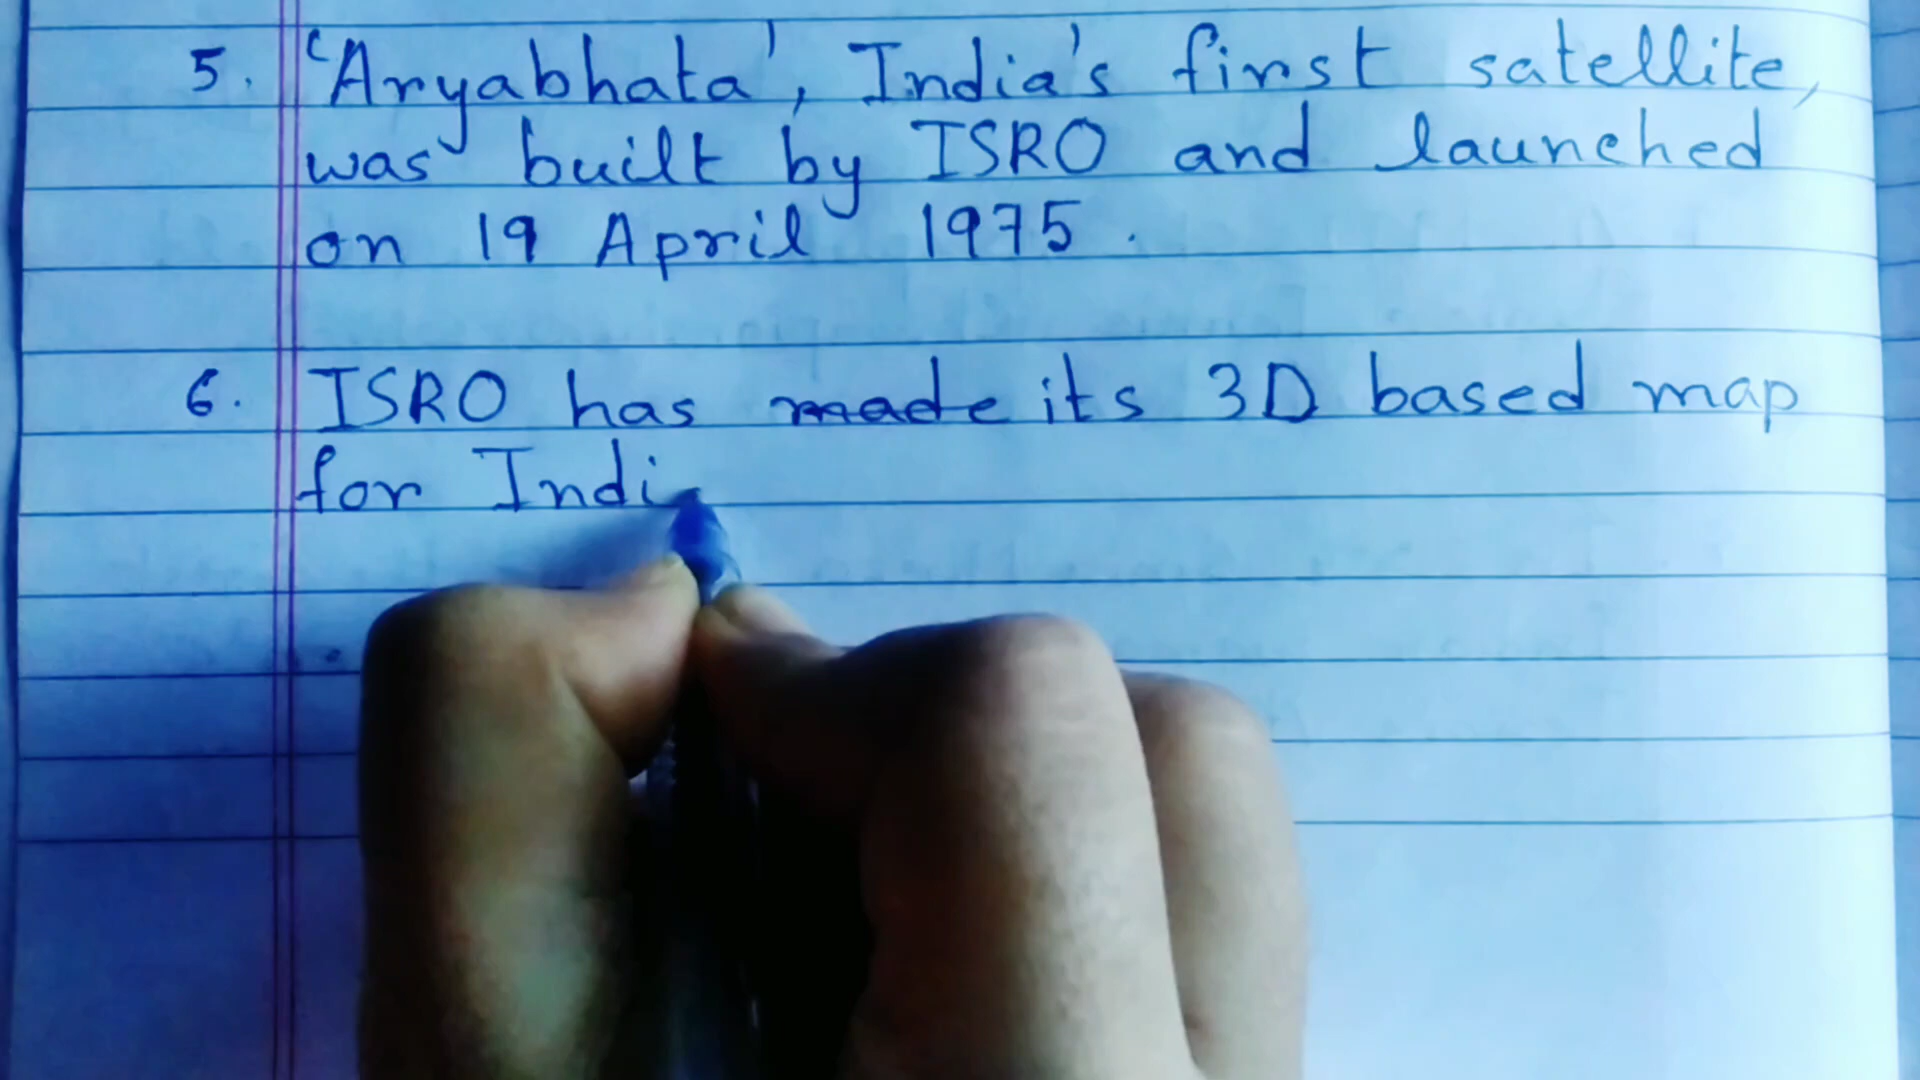 5. 'Aryabhata', India's first satellite,
was built by ISRO and launched
on 19 April 1975.
6. ISRO has made its 3D based map
for Indi